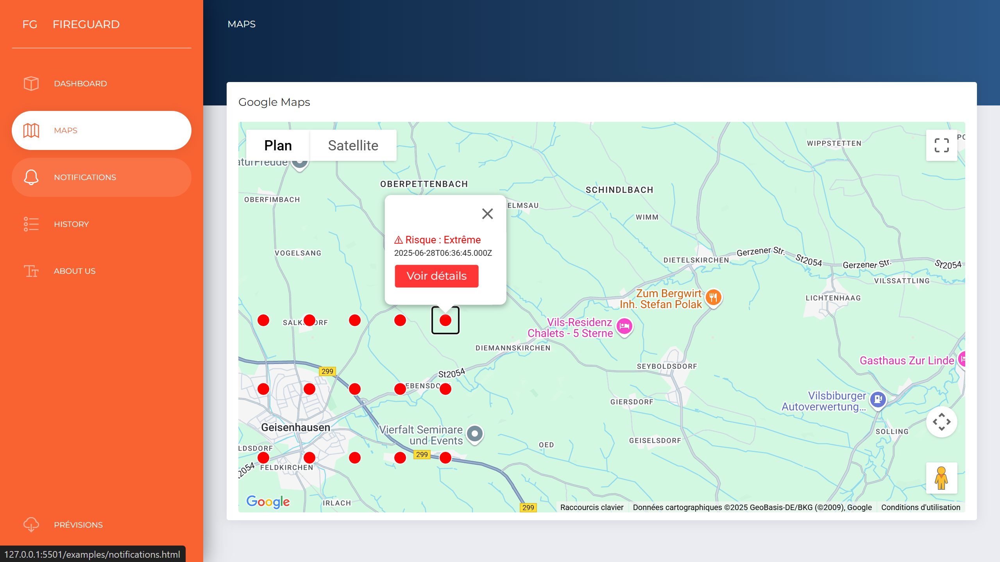 FG FIREGUARD
DASHBOARD
MAPS
NOTIFICATIONS
HISTORY
ABOUT US
PRÉVISIONS
127.0.0.1:5501/examples/notifications.html
MAPS
Google Maps
Plan
Satellite
aturFreude
OBERPETTENBACH
SCHINDLBACH
WIPPSTETTEN
OBERFIMBACH
ELMSAU
WIMM
⚠ Risque : Extrême
2025-06-28T06:36:45.000Z
Voir détails
VOGELSANG
DIETELSKIRCHEN
Gerzener Str.
St2054
Gerzener Str.
St2054
VILSSATTLING
LICHTENHAAG
Zum Bergwirt
Inh. Stefan Polak
Vils-Residenz
Chalets - 5 Sterne
SALK ORF
DIEMANNSKIRCHEN
SEYBOLDSDORF
Gasthaus Zur Linde
299
St2054
EBENSDO
Vilsbiburger
Autoverwertung...
GIERSDORF
Geisenhausen
Vierfalt Seminare
und Events
SOLLING
GEISELSDORF
OED
LDSDORF
299
FELDKIRCHEN
t2054
IRLACH
299
Google
Raccourcis clavier
Données cartographiques ©2025 GeoBasis-DE/BKG (©2009), Google
Conditions d'utilisation